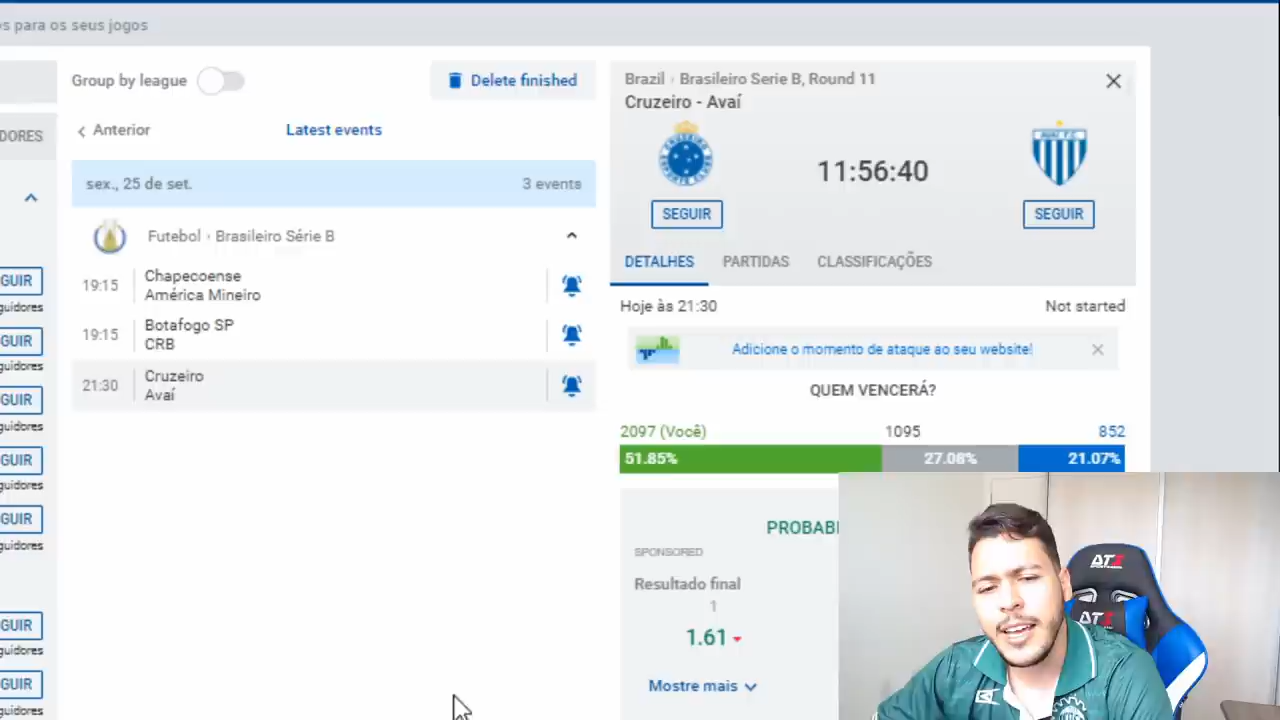 s para os seus jogos
Group by league
Delete finished
DORES
Anterior
Latest events
sex., 25 de set.
3 events
Futebol
Brasileiro Série B
19:15
Chapecoense
América Mineiro
19:15
Botafogo SP
CRB
21:30
Cruzeiro
Avaí
GUIR
guidores
GUIR
guidores
GUIR
guidores
GUIR
guidores
GUIR
guidores
GUIR
guidores
GUIR
guidores
Brazil
Brasileiro Serie B, Round 11
Cruzeiro - Avaí
AVAÍ F.C.
11:56:40
SEGUIR
SEGUIR
DETALHES
PARTIDAS
CLASSIFICAÇÕES
Hoje às 21:30
Not started
Adicione o momento de ataque ao seu website!
QUEM VENCERÁ?
2097 (Você)
1095
852
51.85%
27.08%
21.07%
PROBABI
SPONSORED
Resultado final
1
1.61
Mostre mais